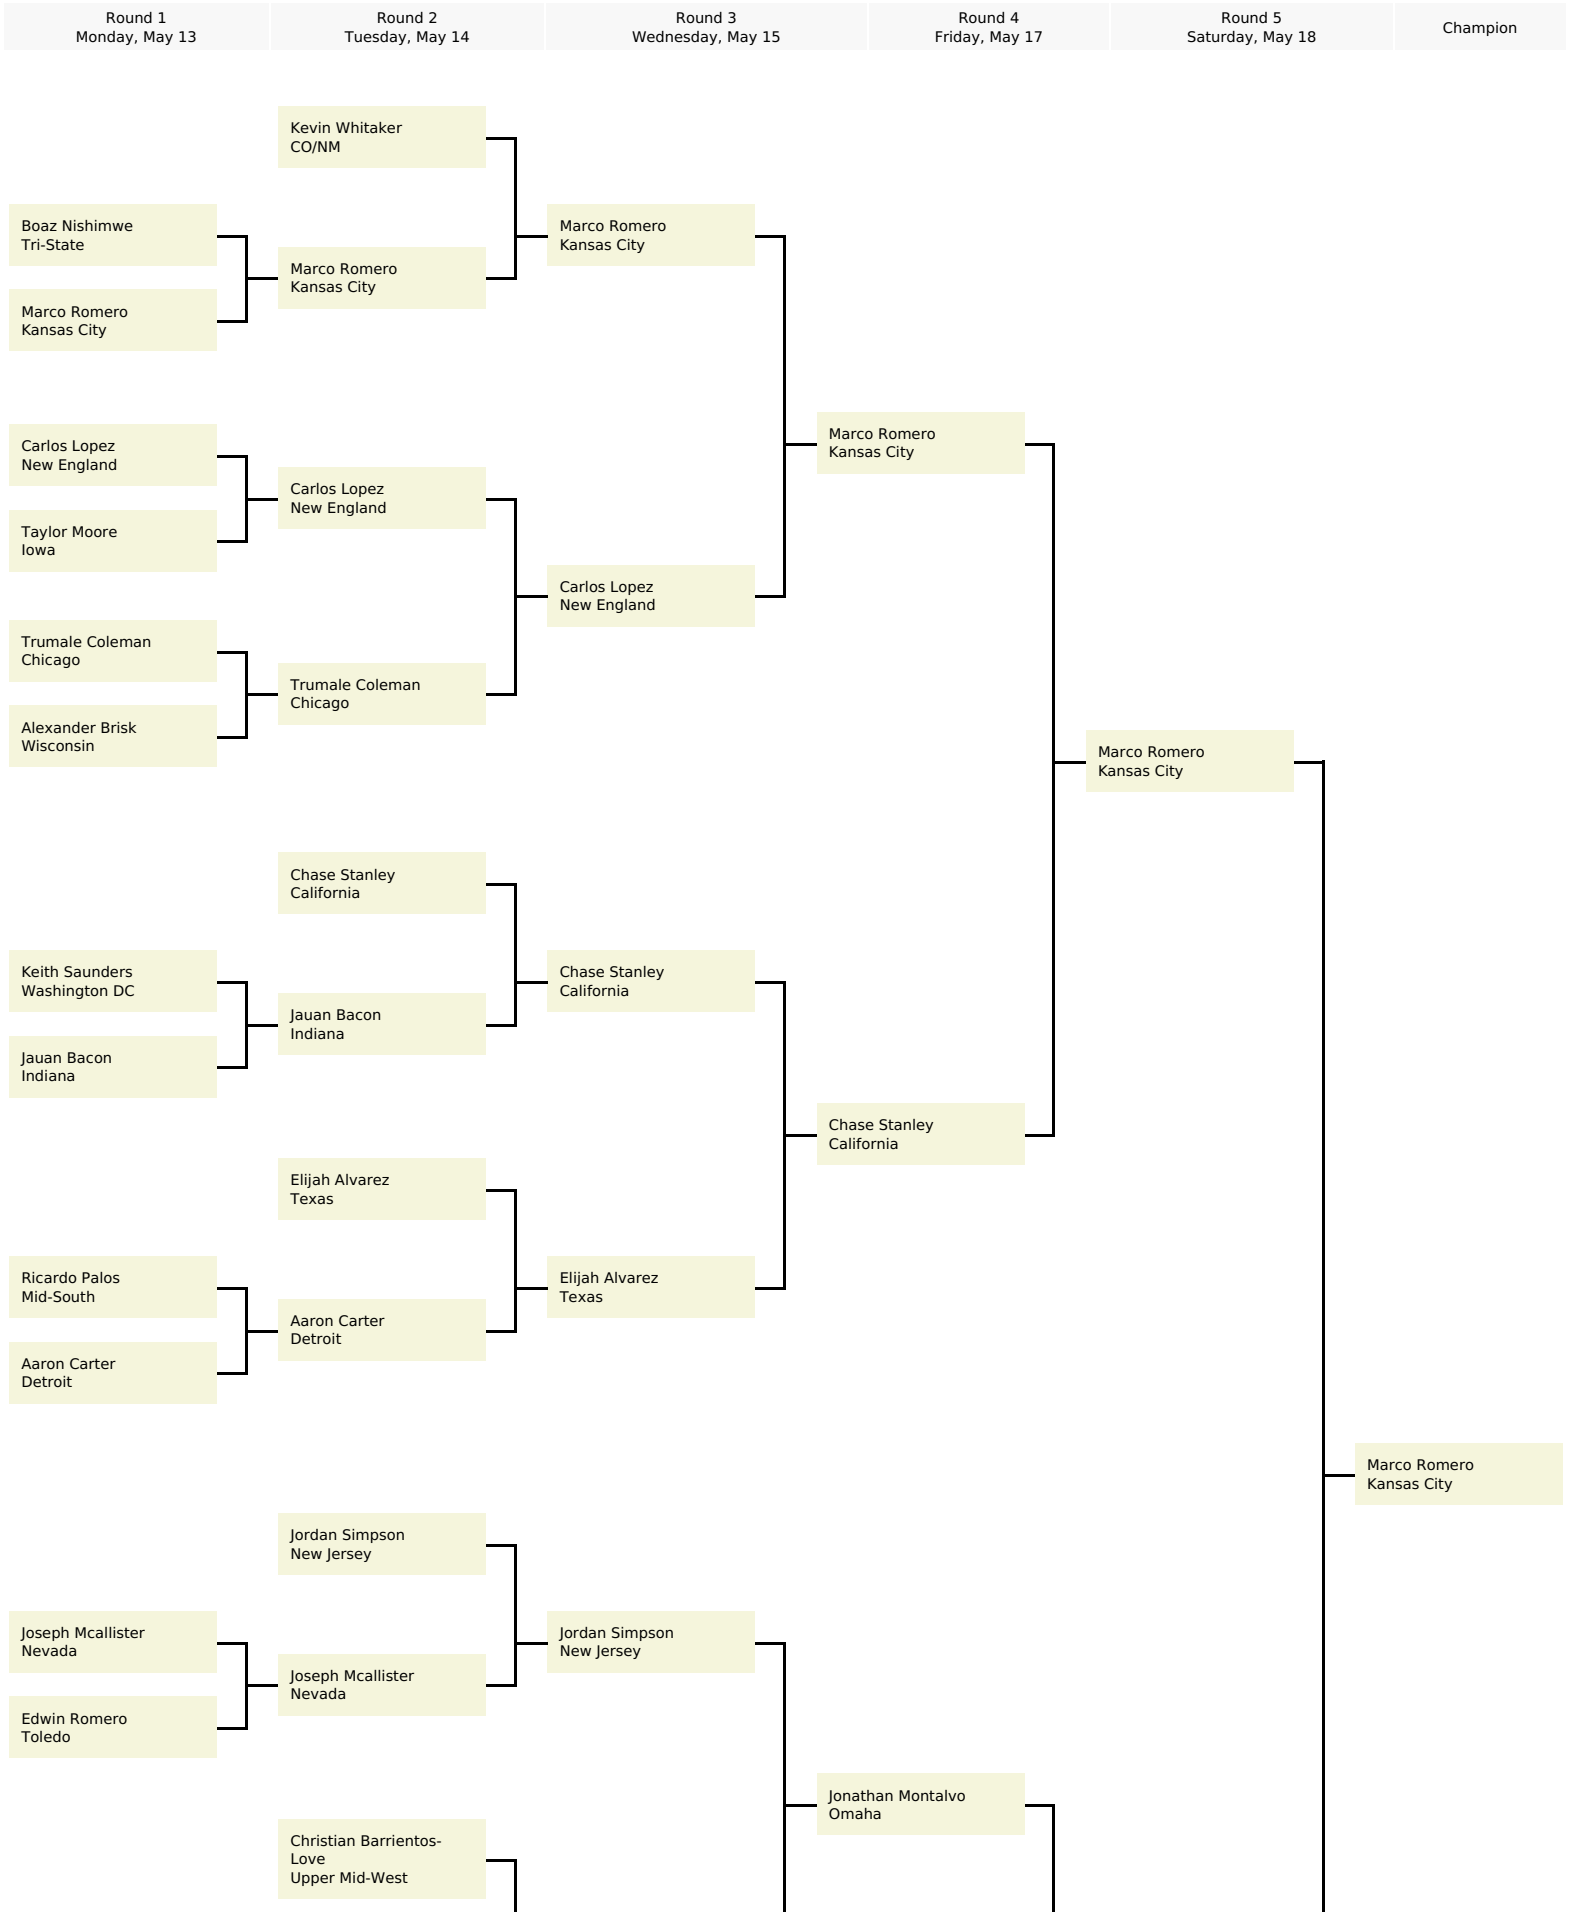 Round 1
Monday, May 13
Round 2
Tuesday, May 14
Round 3
Wednesday, May 15
Round 4
Friday, May 17
Round 5
Saturday, May 18
Champion
Kevin Whitaker
CO/NM
Boaz Nishimwe
Tri-State
Marco Romero
Kansas City
Marco Romero
Kansas City
Marco Romero
Kansas City
Carlos Lopez
New England
Taylor Moore
Iowa
Carlos Lopez
New England
Marco Romero
Kansas City
Carlos Lopez
New England
Trumale Coleman
Chicago
Alexander Brisk
Wisconsin
Trumale Coleman
Chicago
Marco Romero
Kansas City
Chase Stanley
California
Keith Saunders
Washington DC
Jauan Bacon
Indiana
Jauan Bacon
Indiana
Chase Stanley
California
Chase Stanley
California
Elijah Alvarez
Texas
Ricardo Palos
Mid-South
Aaron Carter
Detroit
Aaron Carter
Detroit
Elijah Alvarez
Texas
Marco Romero
Kansas City
Jordan Simpson
New Jersey
Joseph Mcallister
Nevada
Edwin Romero
Toledo
Joseph Mcallister
Nevada
Jordan Simpson
New Jersey
Jonathan Montalvo
Omaha
Christian Barrientos-
Love
Upper Mid-West